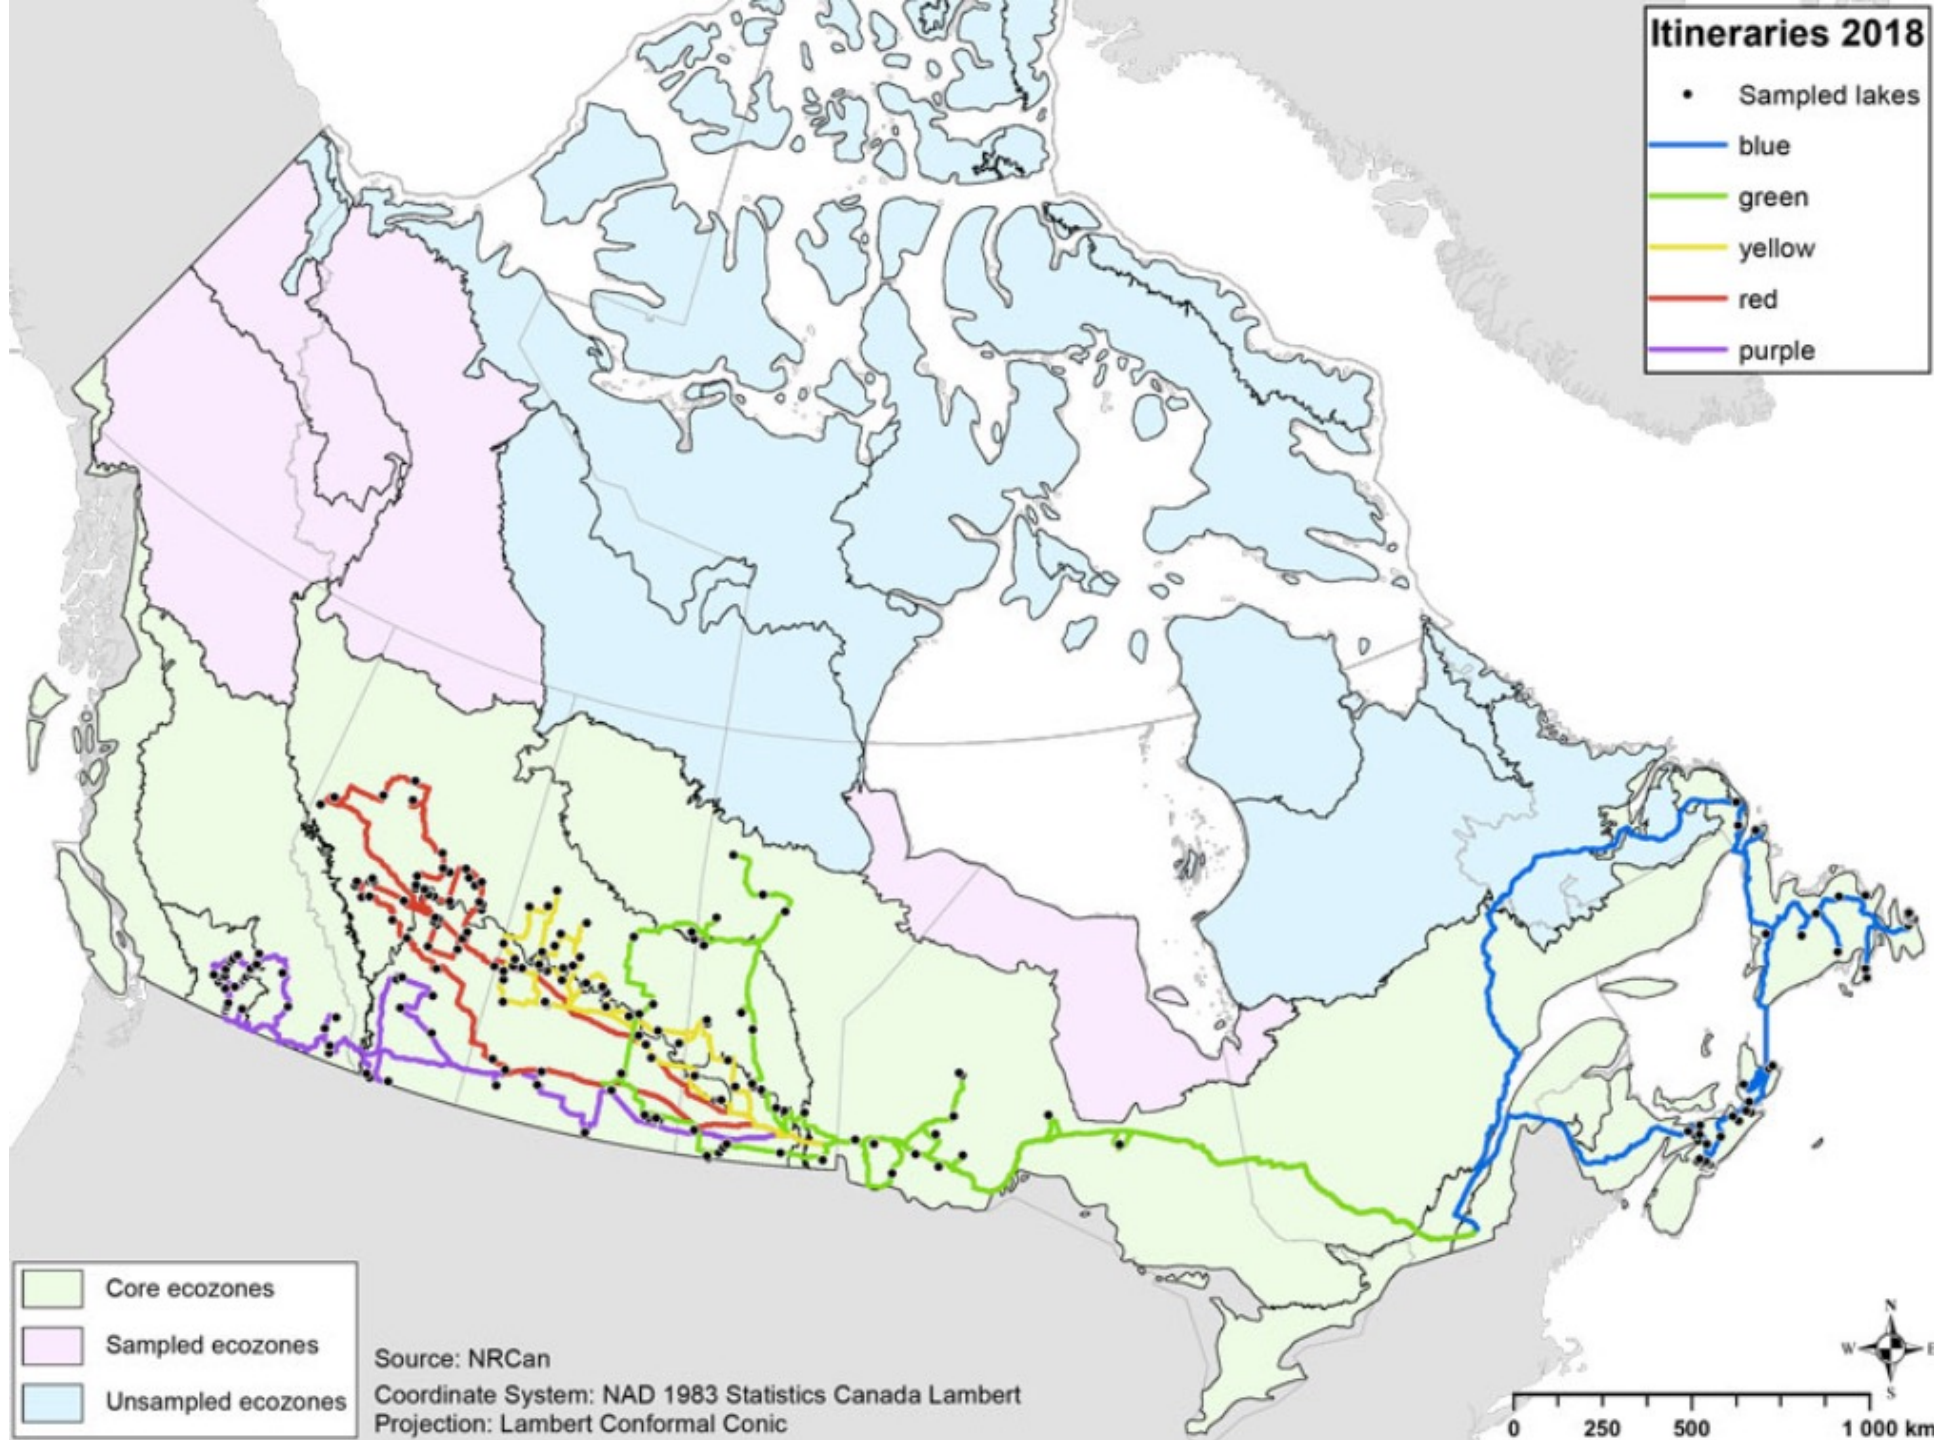 Itineraries 2018
Sampled lakes
blue
green
yellow
red
purple
Core ecozones
Sampled ecozones
Unsampled ecozones
Source: NRCan
Coordinate System: NAD 1983 Statistics Canada Lambert
Projection: Lambert Conformal Conic
N
W E
S
0 250 500 1 000 km